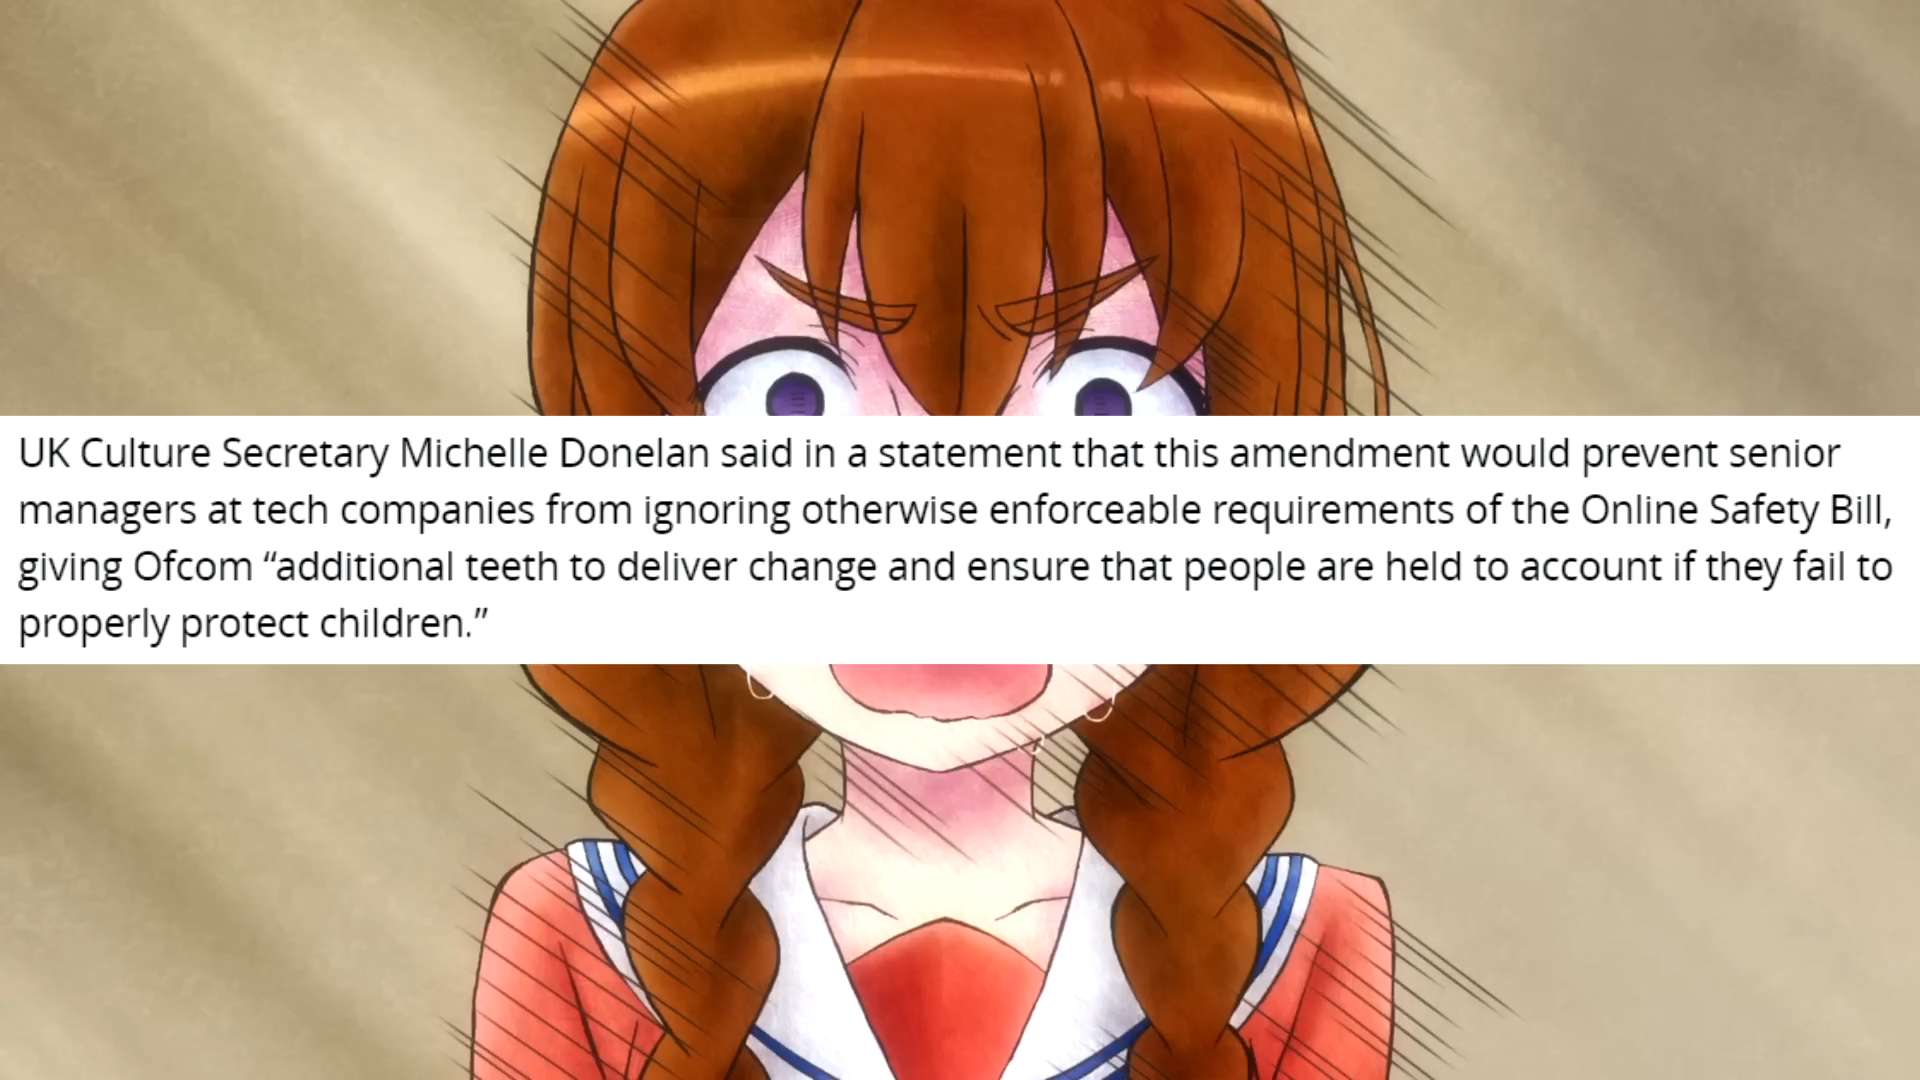 UK Culture Secretary Michelle Donelan said in a statement that this amendment would prevent senior
managers at tech companies from ignoring otherwise enforceable requirements of the Online Safety Bill,
giving Ofcom “additional teeth to deliver change and ensure that people are held to account if they fail to
properly protect children.”